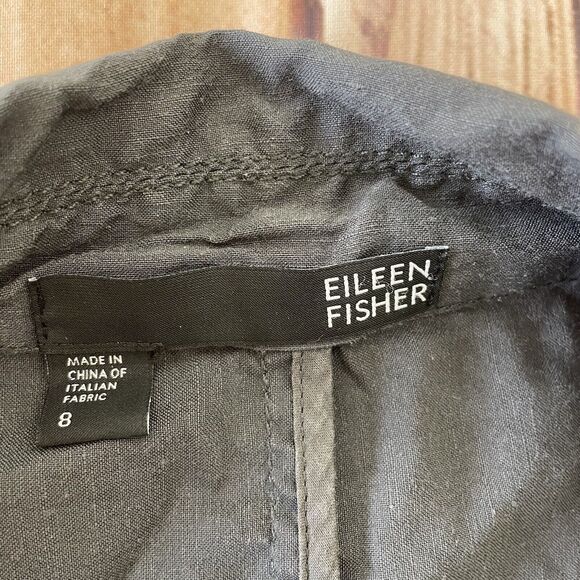 EILEEN
FISHER
MADE IN
CHINA OF
ITALIAN
FABRIC
8